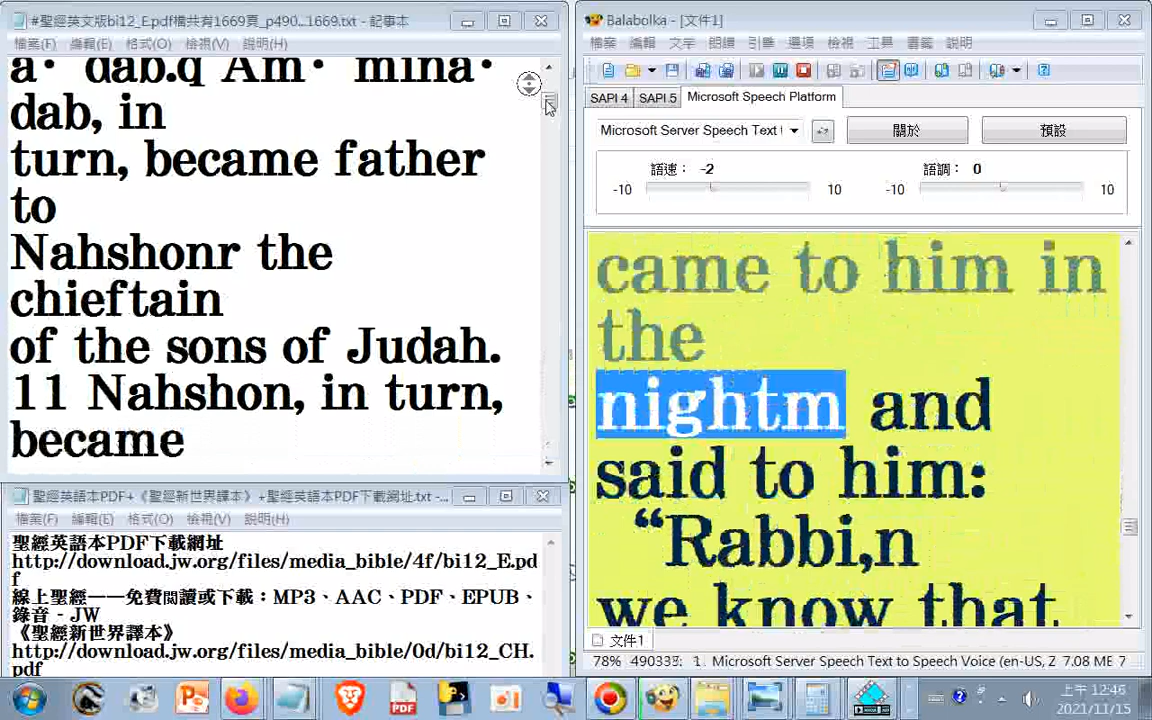 #聖經英文版bi12_E.pdf檔共有1669頁_p490...1669.txt - 記事本
檔案(F) 編輯(E) 格式(O) 檢視(V) 說明(H)
a· dab.q Am· mina·
dab, in
turn, became father
to
Nahshonr the
chieftain
of the sons of Judah.
11 Nahshon, in turn,
became
聖經英語本PDF+《聖經新世界譯本》+聖經英語本PDF下載網址.txt -...
檔案(F) 編輯(E) 格式(O) 檢視(V) 說明(H)
聖經英語本PDF下載網址
http://download.jw.org/files/media_bible/4f/bi12_E.pd
f
線上聖經——免費閱讀或下載：MP3、AAC、PDF、EPUB、
錄音 - JW
《聖經新世界譯本》
http://download.jw.org/files/media_bible/0d/bi12_CH.
pdf
Balabolka - [文件1]
檔案 編輯 文字 朗讀 引擎 選項 檢視 工具 書籤 說明
SAPI 4 SAPI 5 Microsoft Speech Platform
Microsoft Server Speech Text 關於 預設
語速： -2 語調： 0
-10 10 -10 10
came to him in
the
nightm and
said to him:
“Rabbi,n
we know that
文件1
78% 490333: 1. Microsoft Server Speech Text to Speech Voice (en-US, Z 7.08 ME 7
PDF
上午 12:46
2021/11/15